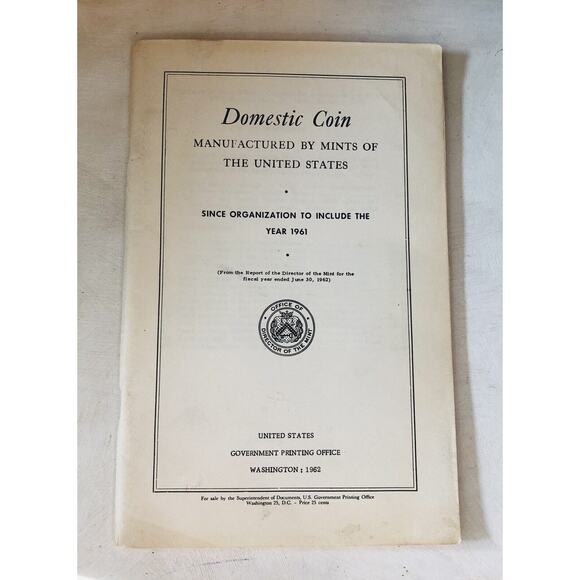 Domestic Coin
MANUFACTURED BY MINTS OF
THE UNITED STATES
SINCE ORGANIZATION TO INCLUDE THE
YEAR 1961
(From the Report of the Director of the Mint for the
fiscal year ended June 30, 1962)
OFFICE OF
DIRECTOR OF THE MINT
UNITED STATES
GOVERNMENT PRINTING OFFICE
WASHINGTON : 1962
For sale by the Superintendent of Documents, U.S. Government Printing Office
Washington 25, D.C. - Price 25 cents